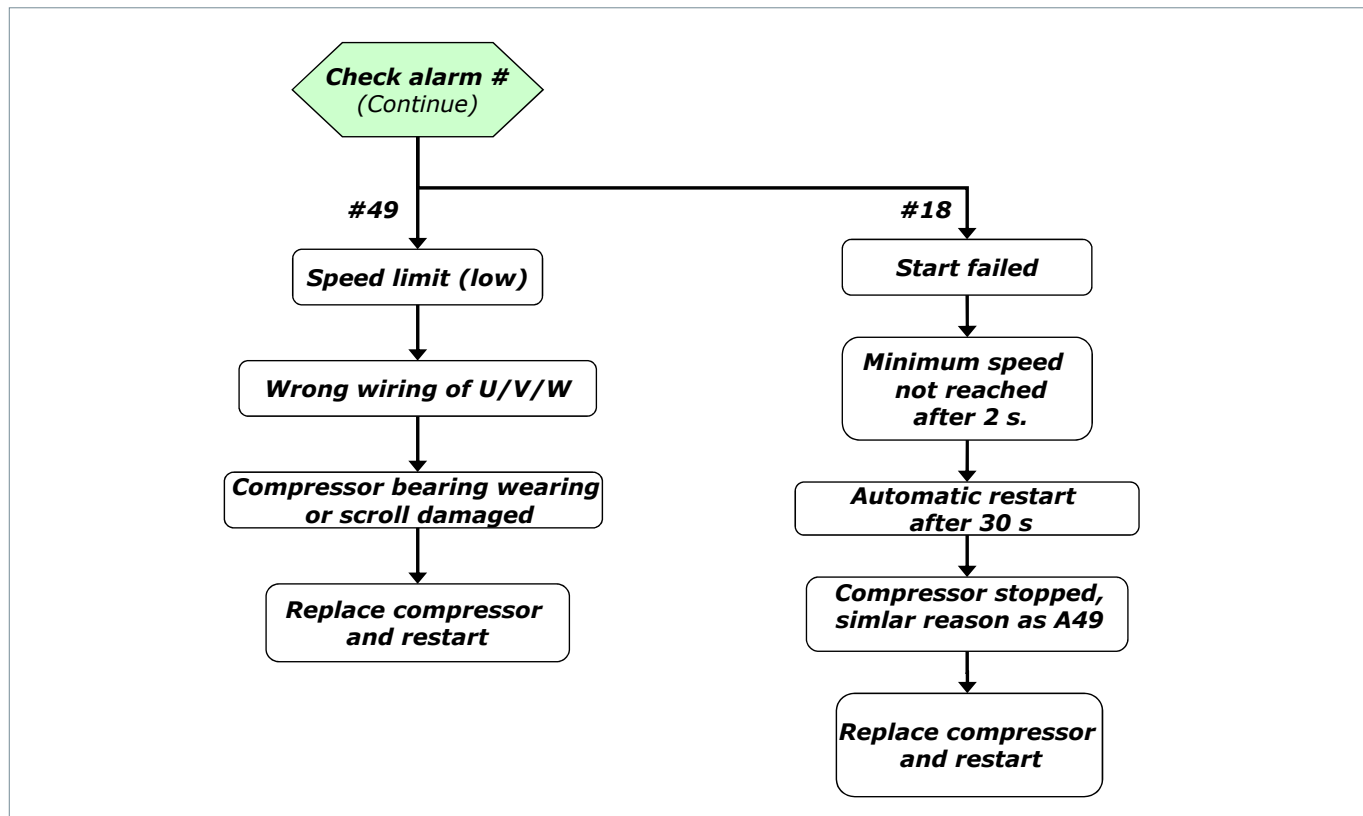 Check alarm #
(Continue)
#49
#18
Speed limit (low)
Start failed
Wrong wiring of U/V/W
Minimum speed
not reached
after 2 s.
Compressor bearing wearing
or scroll damaged
Automatic restart
after 30 s
Replace compressor
and restart
Compressor stopped,
simlar reason as A49
Replace compressor
and restart